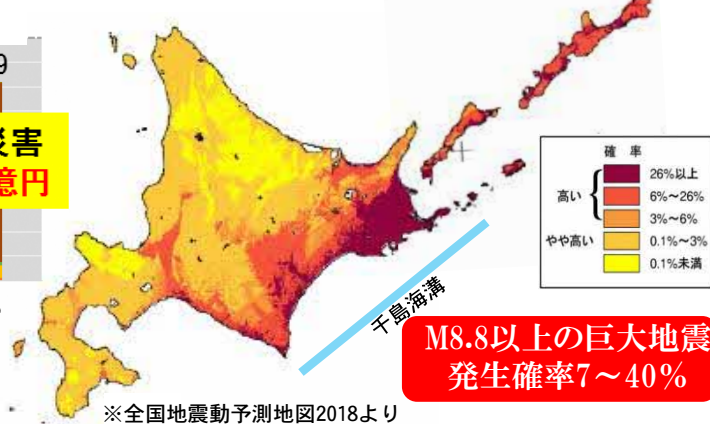 9
災害
億円
確 率
高い
26%以上
6%～26%
3%～6%
やや高い
0.1%～3%
0.1%未満
千島海溝
M8.8以上の巨大地震
発生確率7～40%
※全国地震動予測地図2018より